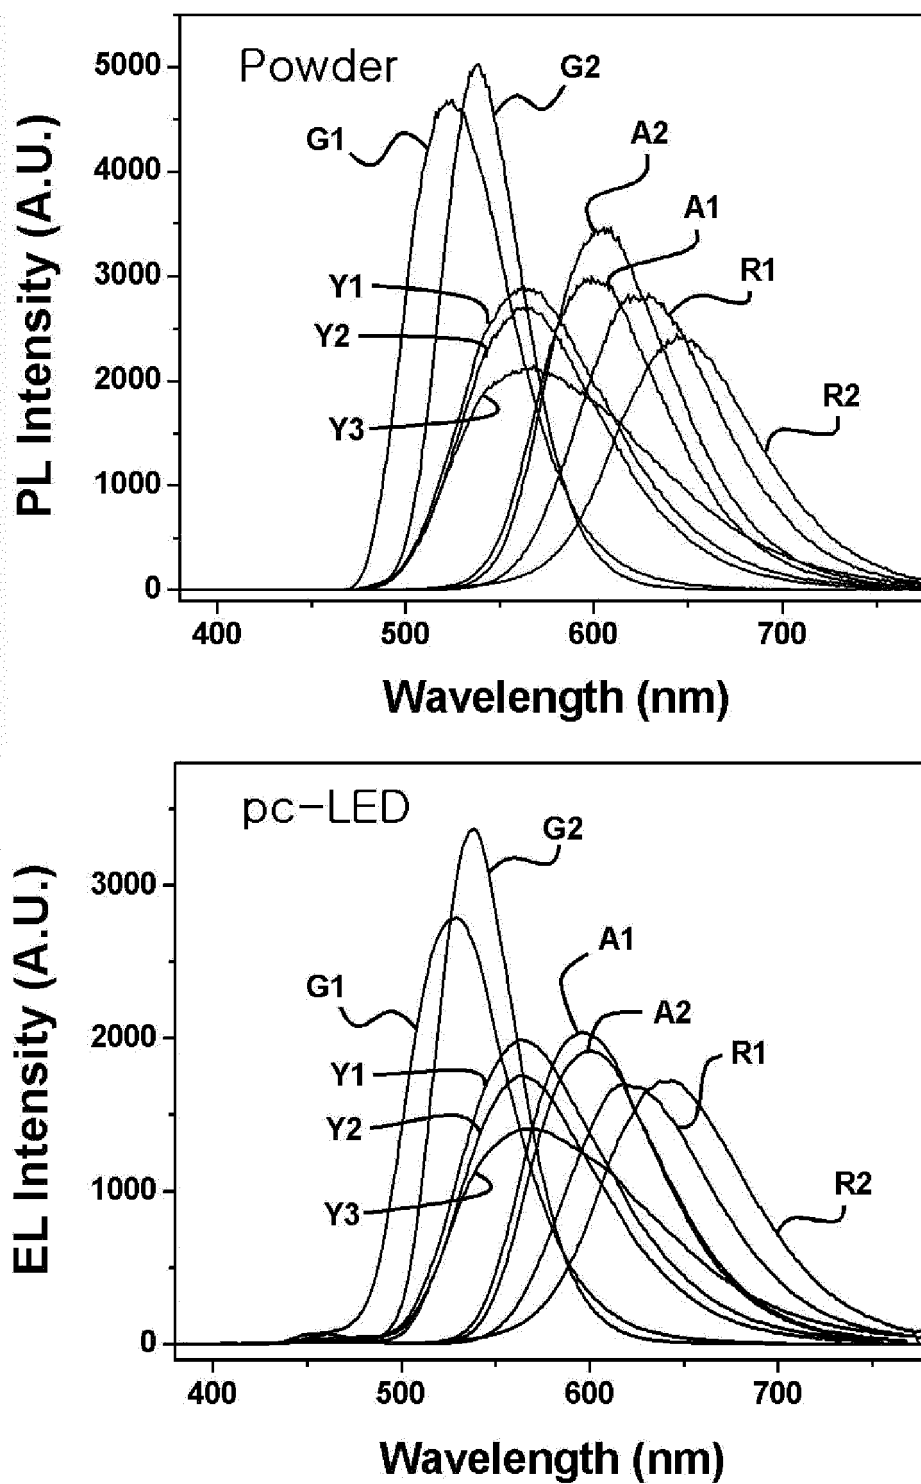 Powder
5000
4000
3000
2000
1000
0
PL Intensity (A.U.)
G1
G2
A2
A1
R1
Y1
Y2
Y3
R2
400 500 600 700
Wavelength (nm)
pc-LED
3000
2000
1000
0
EL Intensity (A.U.)
G2
A1
G1
A2
R1
Y1
Y2
Y3
R2
400 500 600 700
Wavelength (nm)